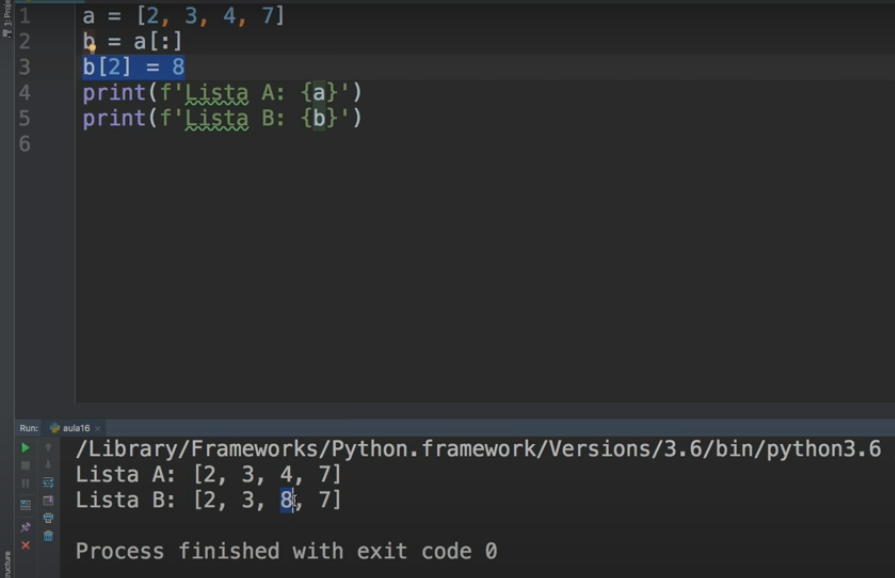 1 a = [2, 3, 4, 7]
2 b = a[:]
3 b[2] = 8
4 print(f'Lista A: {a}')
5 print(f'Lista B: {b}')
6
Run: aula16
/Library/Frameworks/Python.framework/Versions/3.6/bin/python3.6
Lista A: [2, 3, 4, 7]
Lista B: [2, 3, 8, 7]
Process finished with exit code 0